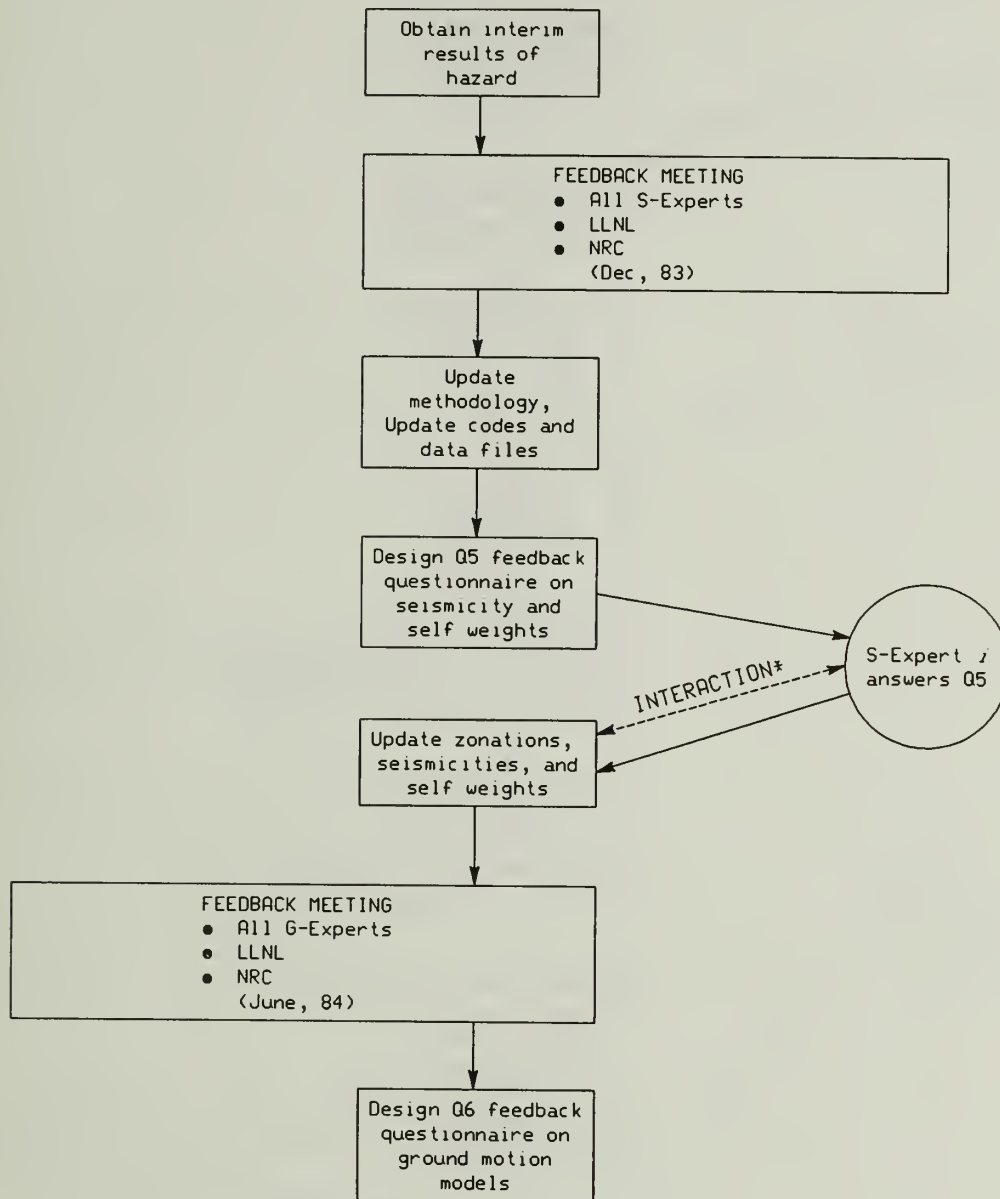 Obtain interim
results of
hazard
FEEDBACK MEETING
● All S-Experts
● LLNL
● NRC
(Dec, 83)
Update
methodology,
Update codes and
data files
Design Q5 feedback
questionnaire on
seismicity and
self weights
S-Expert i
answers Q5
INTERACTION*
Update zonations,
seismicities, and
self weights
FEEDBACK MEETING
● All G-Experts
● LLNL
● NRC
(June, 84)
Design Q6 feedback
questionnaire on
ground motion
models